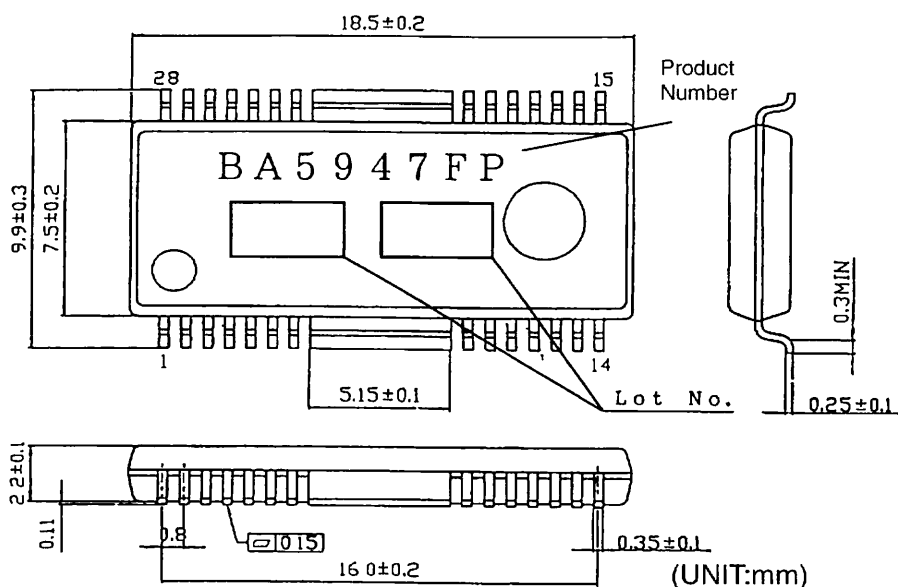 18.5±0.2
28
15
Product
Number
BA5947FP
9.9±0.3
7.5±0.2
0.3MIN
1
14
5.15±0.1
Lot No.
0.25±0.1
2.2±0.1
0.11
0.8
0.15
0.35±0.1
16.0±0.2
(UNIT:mm)